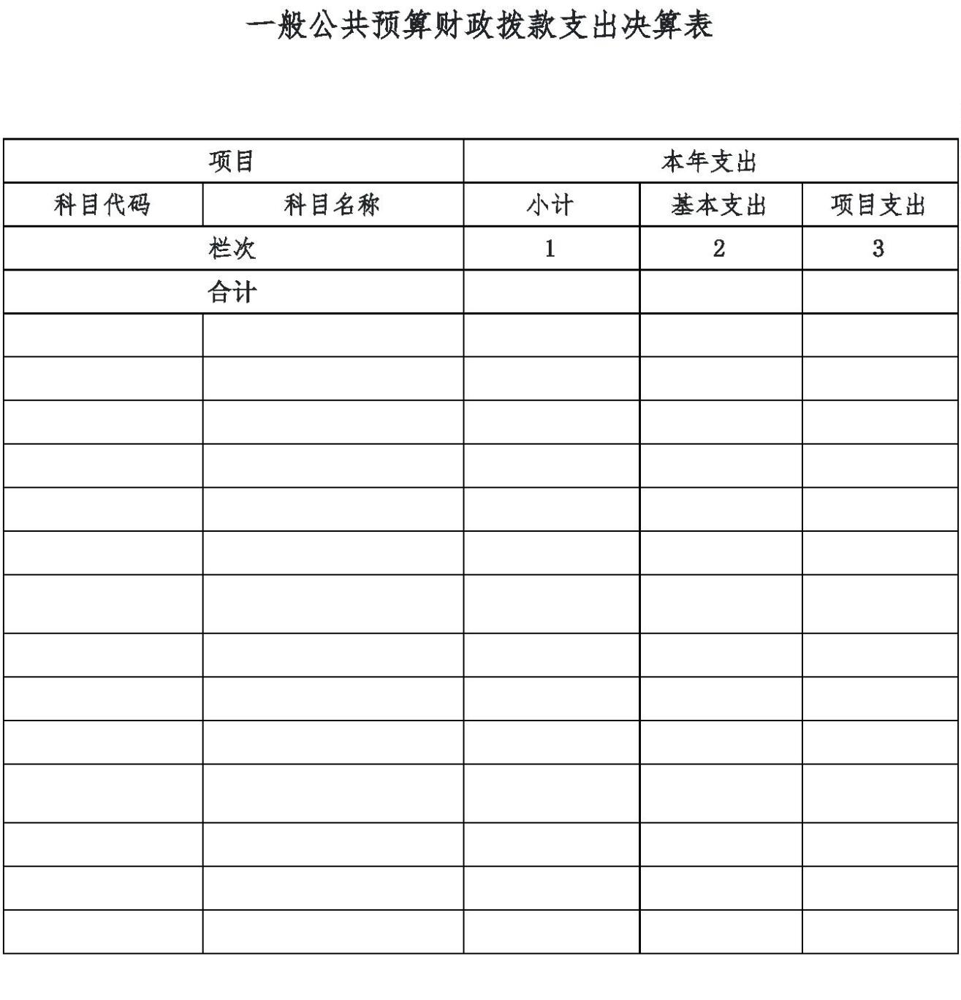 一般公共预算财政拨款支出决算表
项目 本年支出
科目代码 科目名称 小计 基本支出 项目支出
栏次 1 2 3
合计